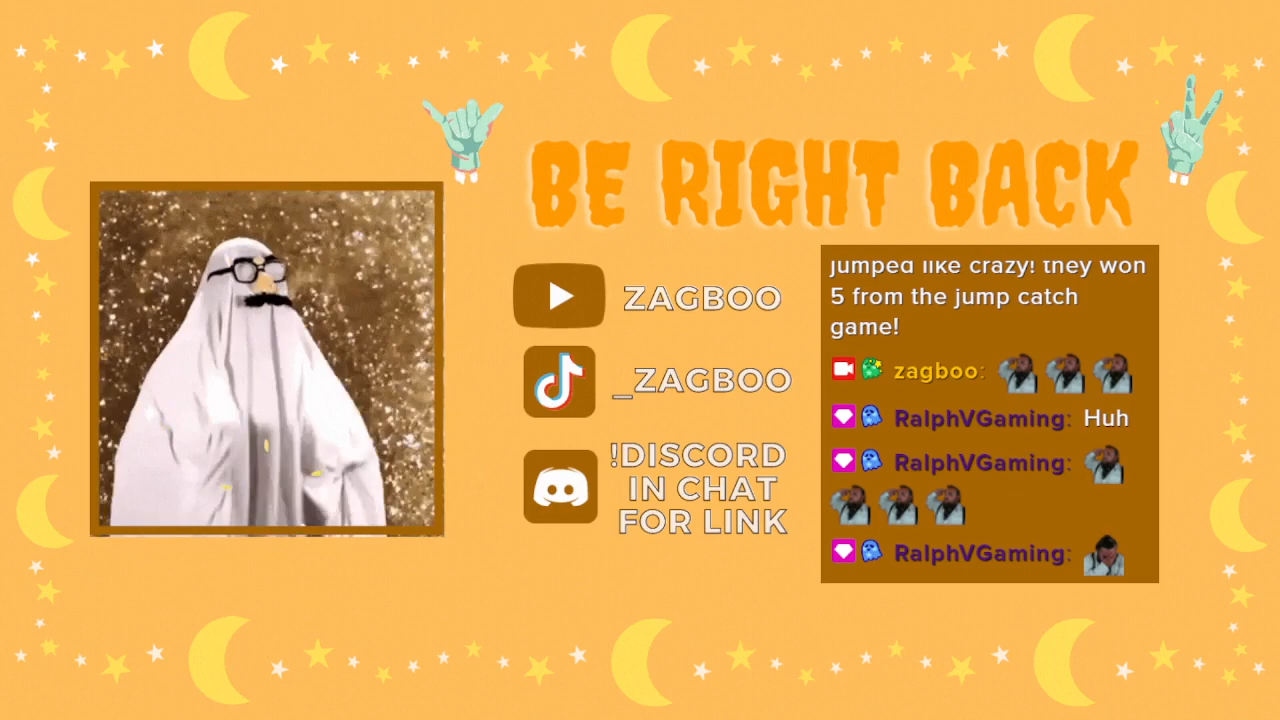 BE RIGHT BACK
ZAGBOO
_ZAGBOO
!DISCORD
IN CHAT
FOR LINK
jumped like crazy! they won
5 from the jump catch
game!
zagboo:
RalphVGaming: Huh
RalphVGaming:
RalphVGaming: